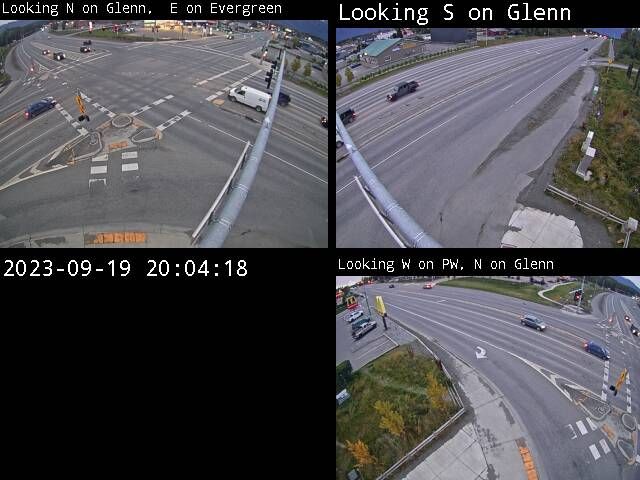 Looking N on Glenn,  E on Evergreen
Looking S on Glenn
2023-09-19 20:04:18
Looking W on PW, N on Glenn